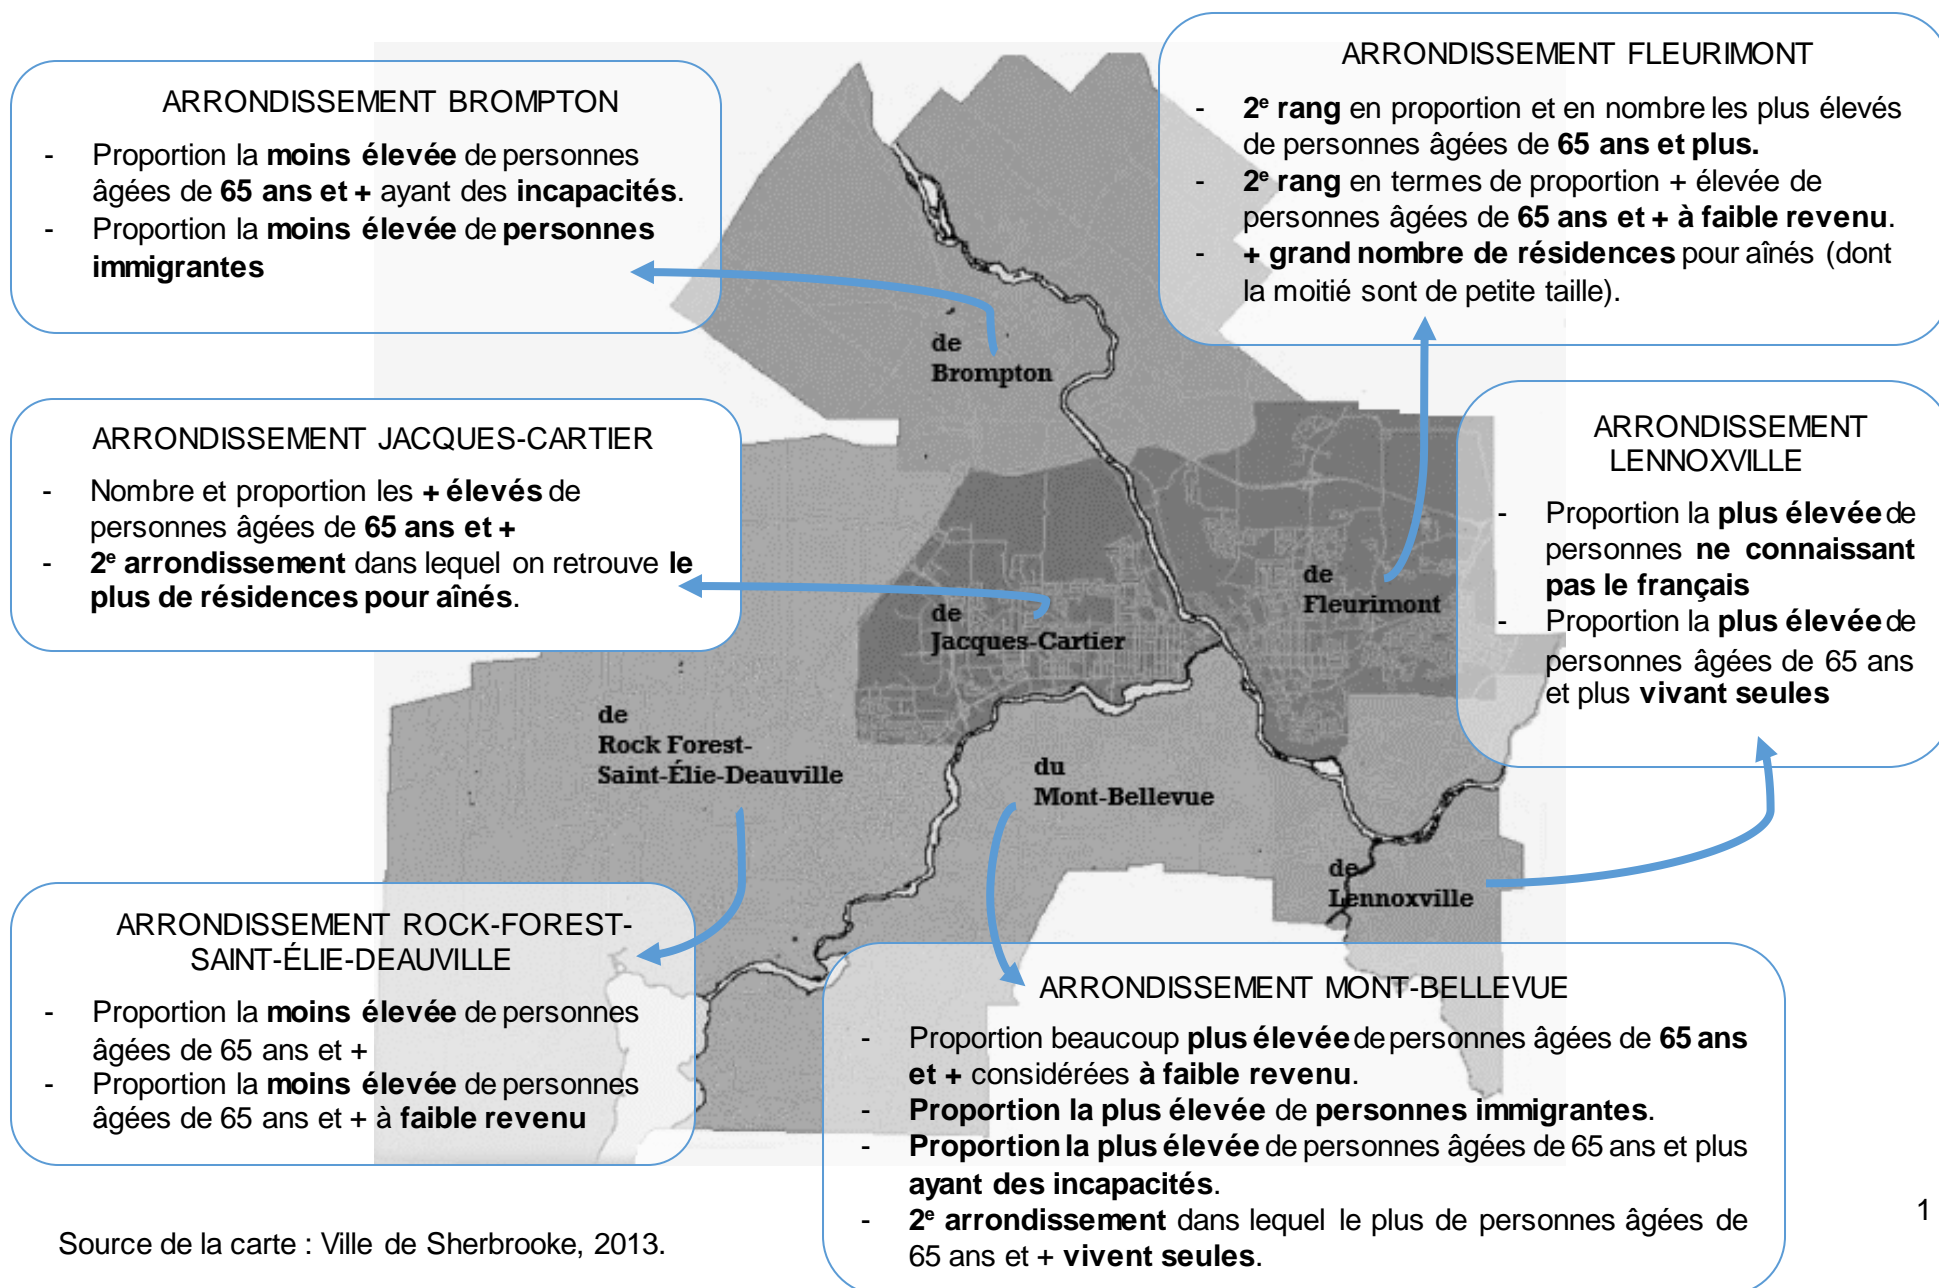 ARRONDISSEMENT BROMPTON
- Proportion la moins élevée de personnes
âgées de 65 ans et + ayant des incapacités.
- Proportion la moins élevée de personnes
immigrantes
ARRONDISSEMENT FLEURIMONT
- 2e rang en proportion et en nombre les plus élevés
de personnes âgées de 65 ans et plus.
- 2e rang en termes de proportion + élevée de
personnes âgées de 65 ans et + à faible revenu.
- + grand nombre de résidences pour aînés (dont
la moitié sont de petite taille).
de
Brompton
ARRONDISSEMENT JACQUES-CARTIER
- Nombre et proportion les + élevés de
personnes âgées de 65 ans et +
- 2e arrondissement dans lequel on retrouve le
plus de résidences pour aînés.
ARRONDISSEMENT
LENNOXVILLE
- Proportion la plus élevée de
personnes ne connaissant
pas le français
- Proportion la plus élevée de
personnes âgées de 65 ans
et plus vivant seules
de
Fleurimont
de
Jacques-Cartier
de
Rock Forest-
Saint-Élie-Deauville
du
Mont-Bellevue
de
Lennoxville
ARRONDISSEMENT ROCK-FOREST-
SAINT-ÉLIE-DEAUVILLE
- Proportion la moins élevée de personnes
âgées de 65 ans et +
- Proportion la moins élevée de personnes
âgées de 65 ans et + à faible revenu
ARRONDISSEMENT MONT-BELLEVUE
- Proportion beaucoup plus élevée de personnes âgées de 65 ans
et + considérées à faible revenu.
- Proportion la plus élevée de personnes immigrantes.
- Proportion la plus élevée de personnes âgées de 65 ans et plus
ayant des incapacités.
- 2e arrondissement dans lequel le plus de personnes âgées de
65 ans et + vivent seules.
Source de la carte : Ville de Sherbrooke, 2013.
1